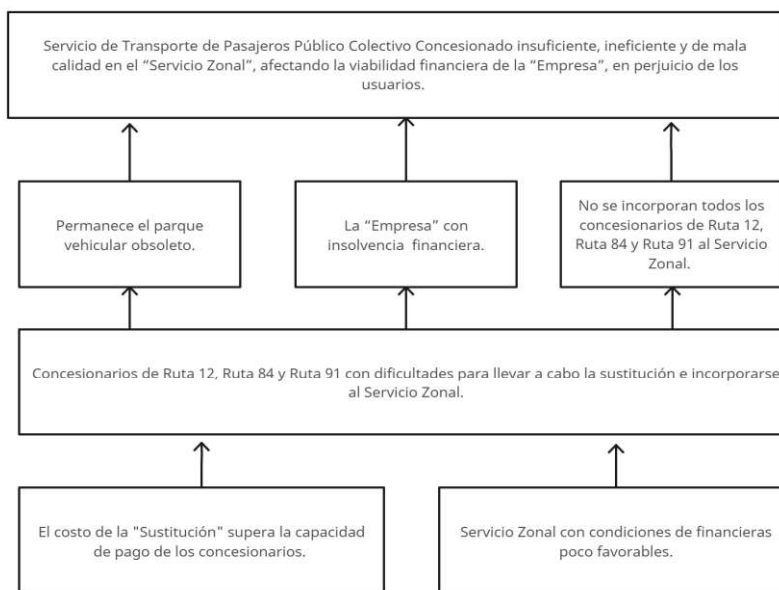 Servicio de Transporte de Pasajeros Público Colectivo Concesionado insuficiente, ineficiente y de mala
calidad en el “Servicio Zonal”, afectando la viabilidad financiera de la “Empresa”, en perjuicio de los
usuarios.
Permanece el parque
vehicular obsoleto.
La “Empresa” con
insolvencia financiera.
No se incorporan todos los
concesionarios de Ruta 12,
Ruta 84 y Ruta 91 al Servicio
Zonal.
Concesionarios de Ruta 12, Ruta 84 y Ruta 91 con dificultades para llevar a cabo la sustitución e incorporarse
al Servicio Zonal.
El costo de la "Sustitución" supera la capacidad
de pago de los concesionarios.
Servicio Zonal con condiciones de financieras
poco favorables.